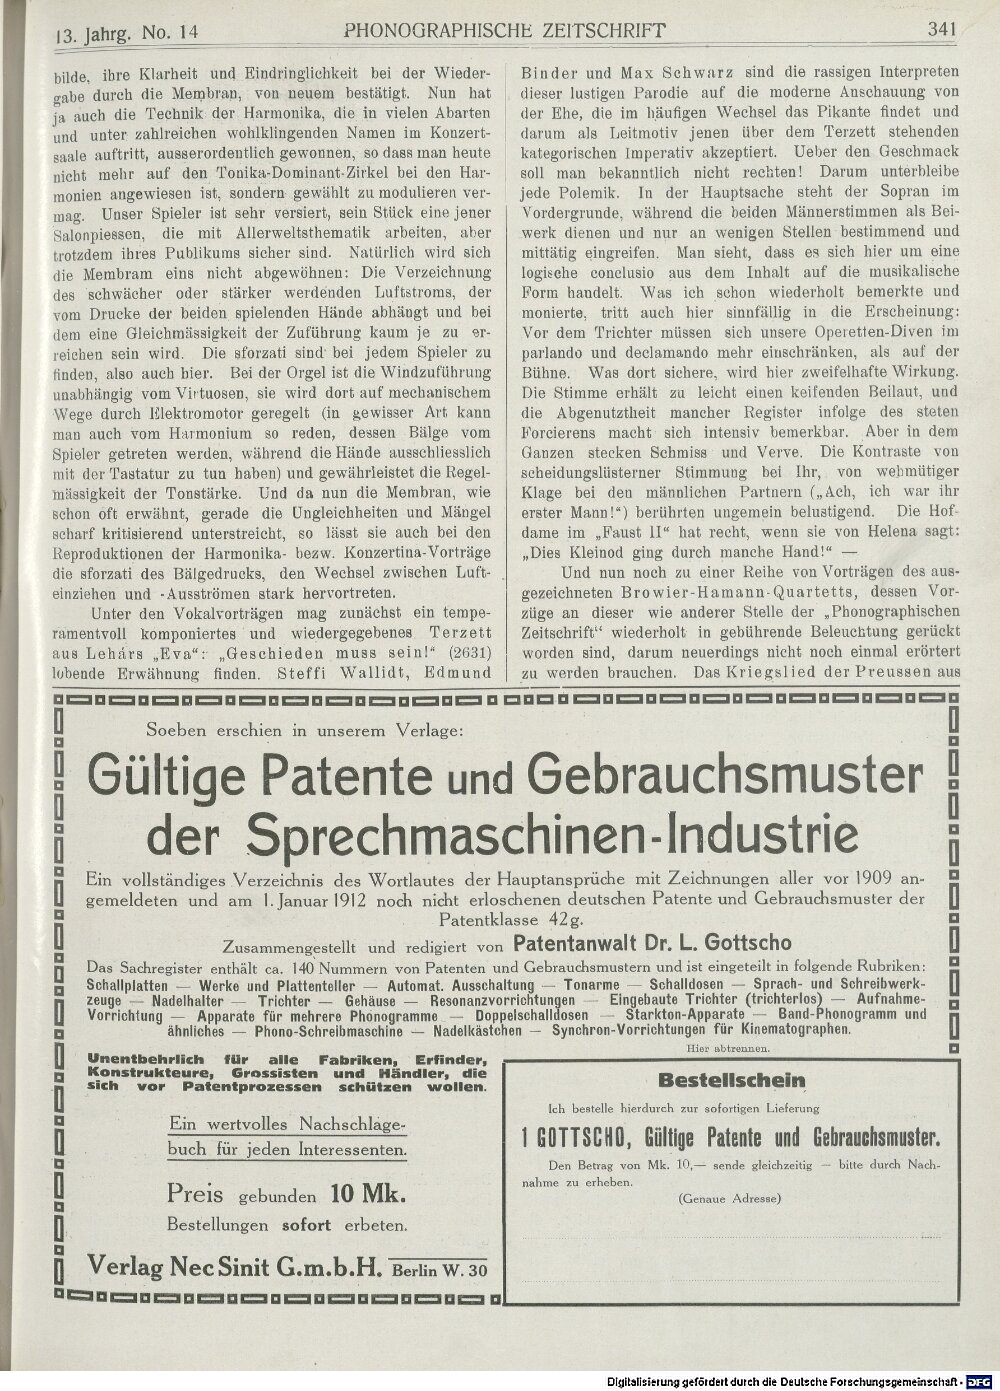 13. Jahrg. No. 14
PHONOGRAPHISCHE ZEITSCHRIFT
341
bilde, ihre Klarheit und Eindringlichkeit bei der Wieder-
gabe durch die Membran, von neuem bestätigt. Nun hat
ja auch die Technik der Harmonika, die in vielen Abarten
und unter zahlreichen wohlklingenden Namen im Konzert-
saale auftritt, ausserordentlich gewonnen, so dass man heute
nicht mehr auf den Tonika-Dominant-Zirkel bei den Har-
monien angewiesen ist, sondern gewählt zu modulieren ver-
mag. Unser Spieler ist sehr versiert, sein Stück eine jener
Salonpiessen, die mit Allerweltsthematik arbeiten, aber
trotzdem ihres Publikums sicher sind. Natürlich wird sich
die Membram eins nicht abgewöhnen: Die Verzeichnung
des schwächer oder stärker werdenden Luftstroms, der
vom Drucke der beiden spielenden Hände abhängt und bei
dem eine Gleichmässigkeit der Zuführung kaum je zu er-
reichen sein wird. Die sforzati sind bei jedem Spieler zu
finden, also auch hier. Bei der Orgel ist die Windzuführung
unabhängig vom Virtuosen, sie wird dort auf mechanischem
Wege durch Elektromotor geregelt (in gewisser Art kann
man auch vom Harmonium so reden, dessen Bälge vom
Spieler getreten werden, während die Hände ausschliesslich
mit der Tastatur zu tun haben) und gewährleistet die Regel-
mässigkeit der Tonstärke. Und da nun die Membran, wie
schon oft erwähnt, gerade die Ungleichheiten und Mängel
scharf kritisierend unterstreicht, so lässt sie auch bei den
Reproduktionen der Harmonika- bezw. Konzertina-Vorträge
die sforzati des Bälgedrucks, den Wechsel zwischen Luft-
einziehen und -Ausströmen stark hervortreten.
Unter den Vokalvorträgen mag zunächst ein tempe-
ramentvoll komponiertes und wiedergegebenes Terzett
aus Lehárs „Eva“: „Geschieden muss sein!“ (2631)
lobende Erwähnung finden. Steffi Wallidt, Edmund
Binder und Max Schwarz sind die rassigen Interpreten
dieser lustigen Parodie auf die moderne Anschauung von
der Ehe, die im häufigen Wechsel das Pikante findet und
darum als Leitmotiv jenen über dem Terzett stehenden
kategorischen Imperativ akzeptiert. Ueber den Geschmack
soll man bekanntlich nicht rechten! Darum unterbleibe
jede Polemik. In der Hauptsache steht der Sopran im
Vordergrunde, während die beiden Männerstimmen als Bei-
werk dienen und nur an wenigen Stellen bestimmend und
mittätig eingreifen. Man sieht, dass es sich hier um eine
logische conclusio aus dem Inhalt auf die musikalische
Form handelt. Was ich schon wiederholt bemerkte und
monierte, tritt auch hier sinnfällig in die Erscheinung:
Vor dem Trichter müssen sich unsere Operetten-Diven im
parlando und declamando mehr einschränken, als auf der
Bühne. Was dort sichere, wird hier zweifelhafte Wirkung.
Die Stimme erhält zu leicht einen keifenden Beilaut, und
die Abgenutztheit mancher Register infolge des steten
Forcierens macht sich intensiv bemerkbar. Aber in dem
Ganzen stecken Schmiss und Verve. Die Kontraste von
scheidungslüsterner Stimmung bei Ihr, von wehmütiger
Klage bei den männlichen Partnern („Ach, ich war ihr
erster Mann!“) berührten ungemein belustigend. Die Hof-
dame im „Faust II“ hat recht, wenn sie von Helena sagt:
„Dies Kleinod ging durch manche Hand!“ —
Und nun noch zu einer Reihe von Vorträgen des aus-
gezeichneten Browier-Hamann-Quartetts, dessen Vor-
züge an dieser wie anderer Stelle der „Phonographischen
Zeitschrift“ wiederholt in gebührende Beleuchtung gerückt
worden sind, darum neuerdings nicht noch einmal erörtert
zu werden brauchen. Das Kriegslied der Preussen aus
Soeben erschien in unserem Verlage:
Gültige Patente und Gebrauchsmuster
der Sprechmaschinen-Industrie
Ein vollständiges Verzeichnis des Wortlautes der Hauptansprüche mit Zeichnungen aller vor 1909 an-
gemeldeten und am 1. Januar 1912 noch nicht erloschenen deutschen Patente und Gebrauchsmuster der
Patentklasse 42g.
Zusammengestellt und redigiert von Patentanwalt Dr. L. Gottscho
Das Sachregister enthält ca. 140 Nummern von Patenten und Gebrauchsmustern und ist eingeteilt in folgende Rubriken:
Schallplatten — Werke und Plattenteller — Automat. Ausschaltung — Tonarme — Schalldosen — Sprach- und Schreibwerk-
zeuge — Nadelhalter — Trichter — Gehäuse — Resonanzvorrichtungen — Eingebaute Trichter (trichterlos) — Aufnahme-
Vorrichtung — Apparate für mehrere Phonogramme — Doppelschalldosen — Starkton-Apparate — Band-Phonogramm und
ähnliches — Phono-Schreibmaschine — Nadelkästchen — Synchron-Vorrichtungen für Kinematographen.
Hier abtrennen.
Unentbehrlich für alle Fabriken, Erfinder,
Konstrukteure, Grossisten und Händler, die
sich vor Patentprozessen schützen wollen.
Ein wertvolles Nachschlage-
buch für jeden Interessenten.
Preis gebunden 10 Mk.
Bestellungen sofort erbeten.
Verlag Nec Sinit G.m.b.H. Berlin W. 30
Bestellschein
Ich bestelle hierdurch zur sofortigen Lieferung
1 GOTTSCHO, Gültige Patente und Gebrauchsmuster.
Den Betrag von Mk. 10,— sende gleichzeitig — bitte durch Nach-
nahme zu erheben.
(Genaue Adresse)
Digitalisierung gefördert durch die Deutsche Forschungsgemeinschaft - DFG